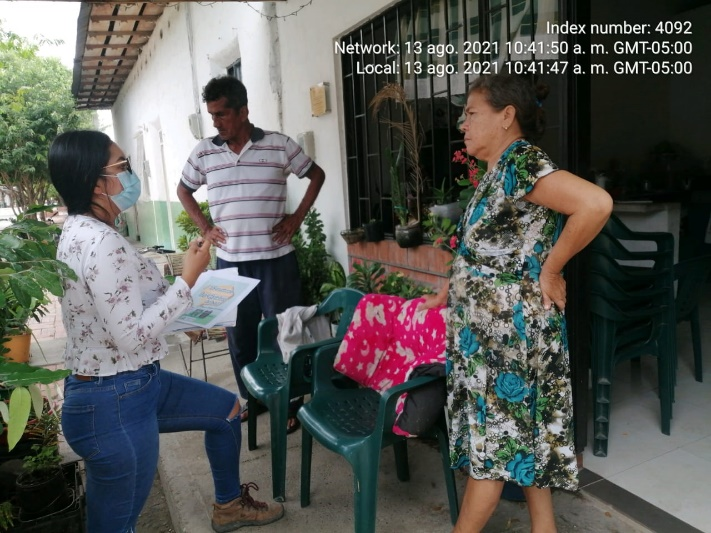 Index number: 4092
Network: 13 ago. 2021 10:41:50 a. m. GMT-05:00
Local: 13 ago. 2021 10:41:47 a. m. GMT-05:00